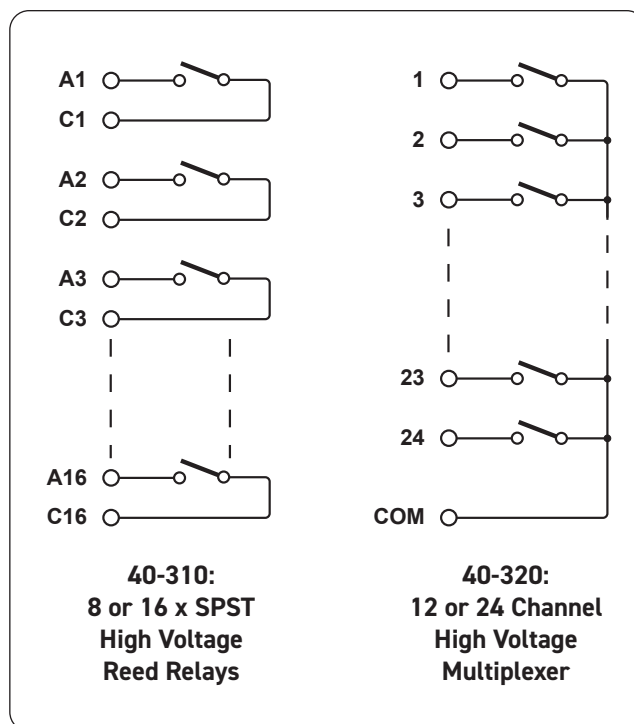 A1
C1
A2
C2
A3
C3
A16
C16
40-310:
8 or 16 x SPST
High Voltage
Reed Relays
1
2
3
23
24
COM
40-320:
12 or 24 Channel
High Voltage
Multiplexer